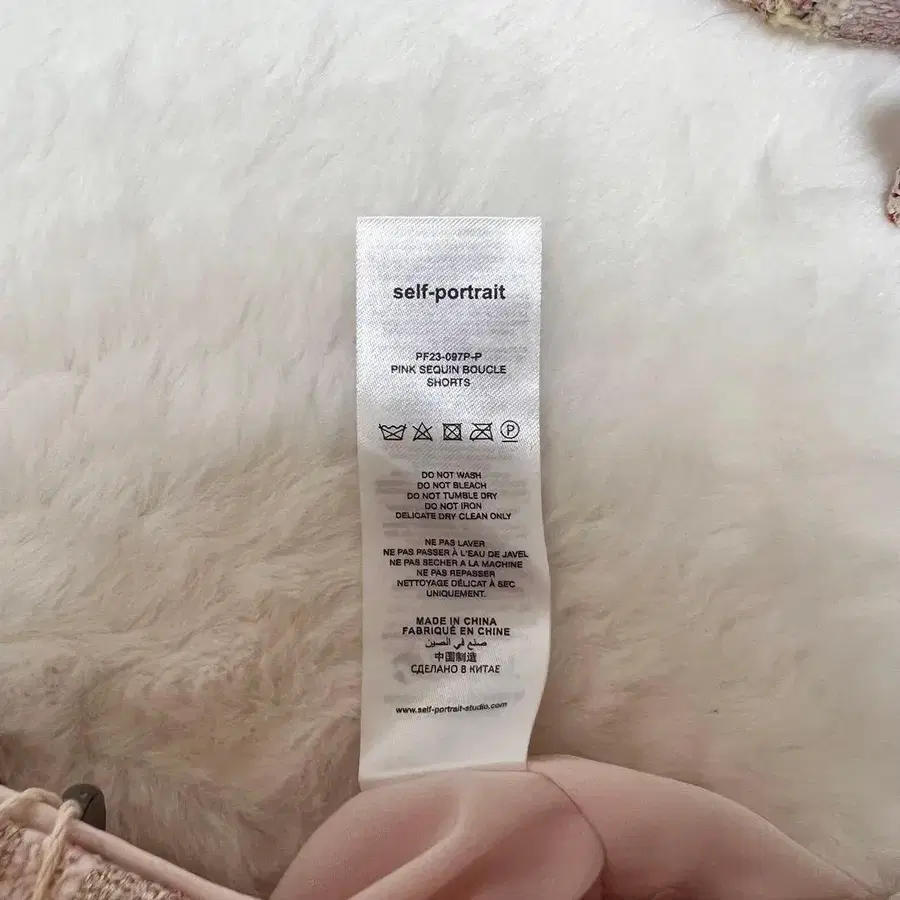 self-portrait
PF23-097P-P
PINK SEQUIN BOUCLE
SHORTS
P
DO NOT WASH
DO NOT BLEACH
DO NOT TUMBLE DRY
DO NOT IRON
DELICATE DRY CLEAN ONLY
NE PAS LAVER
NE PAS PASSER À L'EAU DE JAVEL
NE PAS SECHER A LA MACHINE
NE PAS REPASSER
NETTOYAGE DÉLICAT À SEC
UNIQUEMENT.
MADE IN CHINA
FABRIQUÉ EN CHINE
صنع في الصين
中国制造
СДЕЛАНО В КИТАЕ
www.self-portrait-studio.com